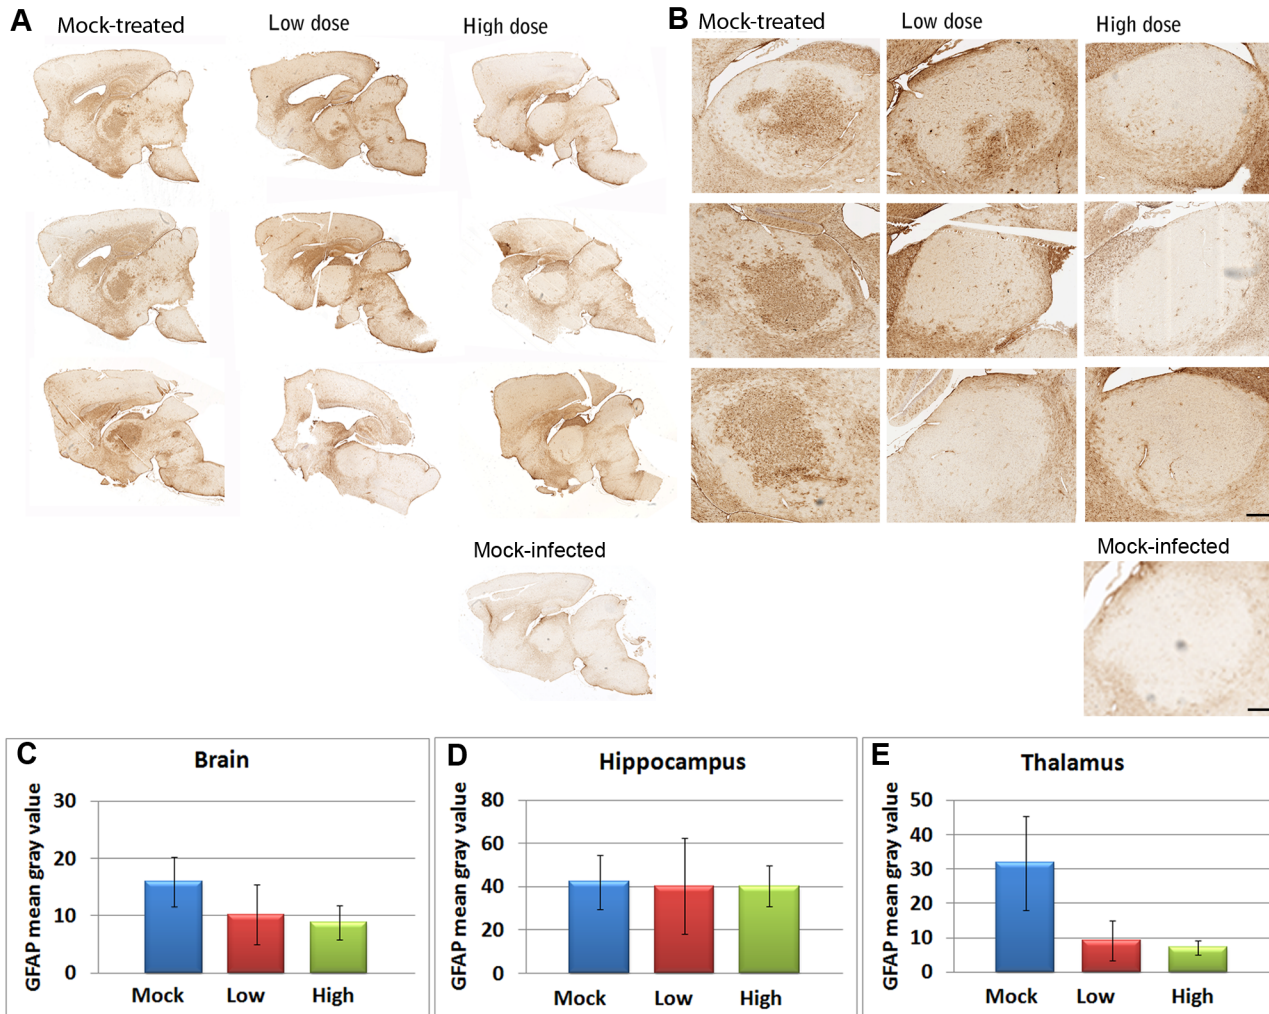 A
Mock-treated
Low dose
High dose
B
Mock-treated
Low dose
High dose
Mock-infected
Mock-infected
C
Brain
GFAP mean gray value
30
20
10
0
Mock
Low
High
D
Hippocampus
GFAP mean gray value
80
60
40
20
0
Mock
Low
High
E
Thalamus
GFAP mean gray value
50
40
30
20
10
0
Mock
Low
High